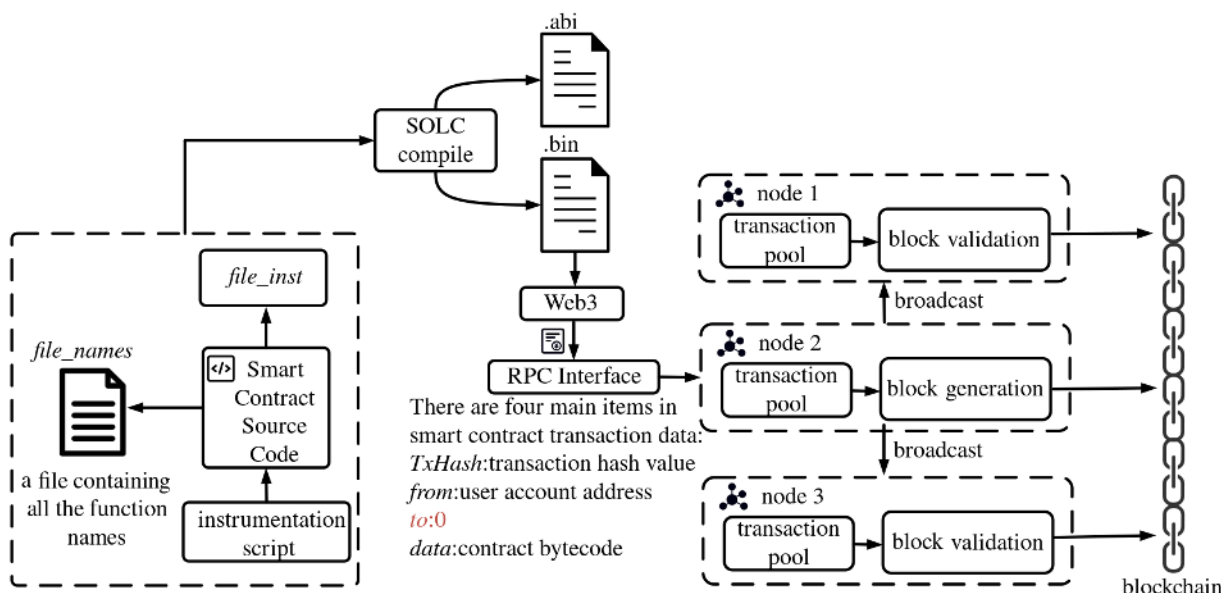 .abi
SOLC
compile
.bin
file_inst
file_names
</>
Smart
Contract
Source
Code
a file containing
all the function
names
instrumentation
script
Web3
RPC Interface
There are four main items in
smart contract transaction data:
TxHash:transaction hash value
from:user account address
to:0
data:contract bytecode
node 1
transaction
pool
block validation
broadcast
node 2
transaction
pool
block generation
broadcast
node 3
transaction
pool
block validation
blockchain